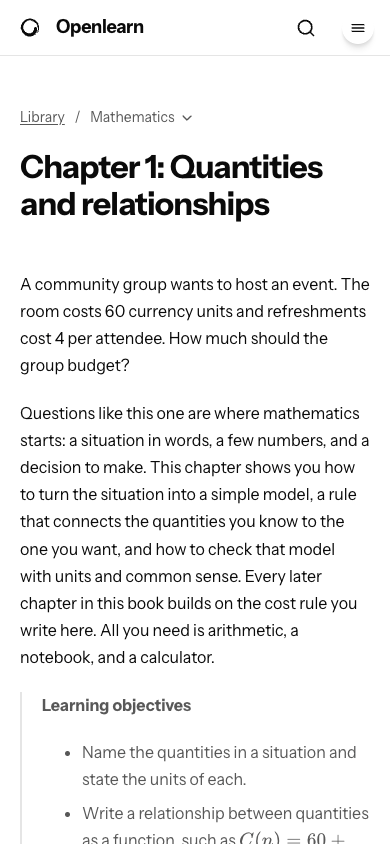 Openlearn
Library / Mathematics
Chapter 1: Quantities
and relationships
A community group wants to host an event. The
room costs 60 currency units and refreshments
cost 4 per attendee. How much should the
group budget?
Questions like this one are where mathematics
starts: a situation in words, a few numbers, and a
decision to make. This chapter shows you how
to turn the situation into a simple model, a rule
that connects the quantities you know to the
one you want, and how to check that model
with units and common sense. Every later
chapter in this book builds on the cost rule you
write here. All you need is arithmetic, a
notebook, and a calculator.
Learning objectives
• Name the quantities in a situation and
state the units of each.
• Write a relationship between quantities
as a function, such as C(n) = 60 +